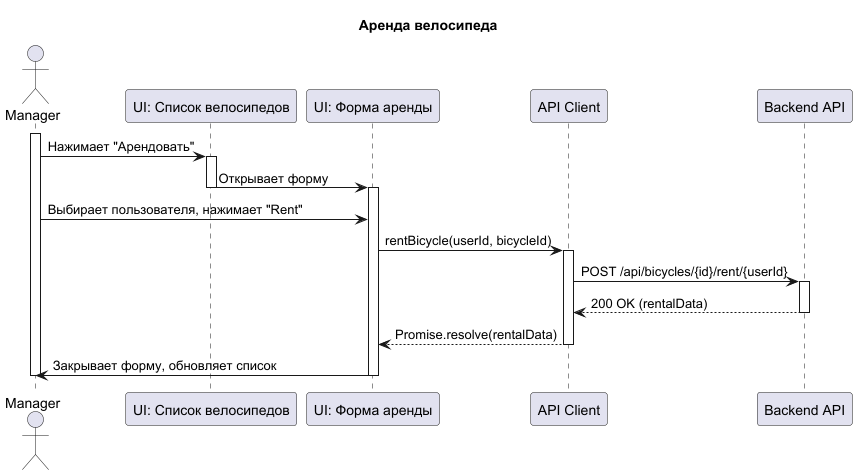 Аренда велосипеда
Manager
UI: Список велосипедов
UI: Форма аренды
API Client
Backend API
Нажимает "Арендовать"
Открывает форму
Выбирает пользователя, нажимает "Rent"
rentBicycle(userId, bicycleId)
POST /api/bicycles/{id}/rent/{userId}
200 OK (rentalData)
Promise.resolve(rentalData)
Закрывает форму, обновляет список
Manager
UI: Список велосипедов
UI: Форма аренды
API Client
Backend API